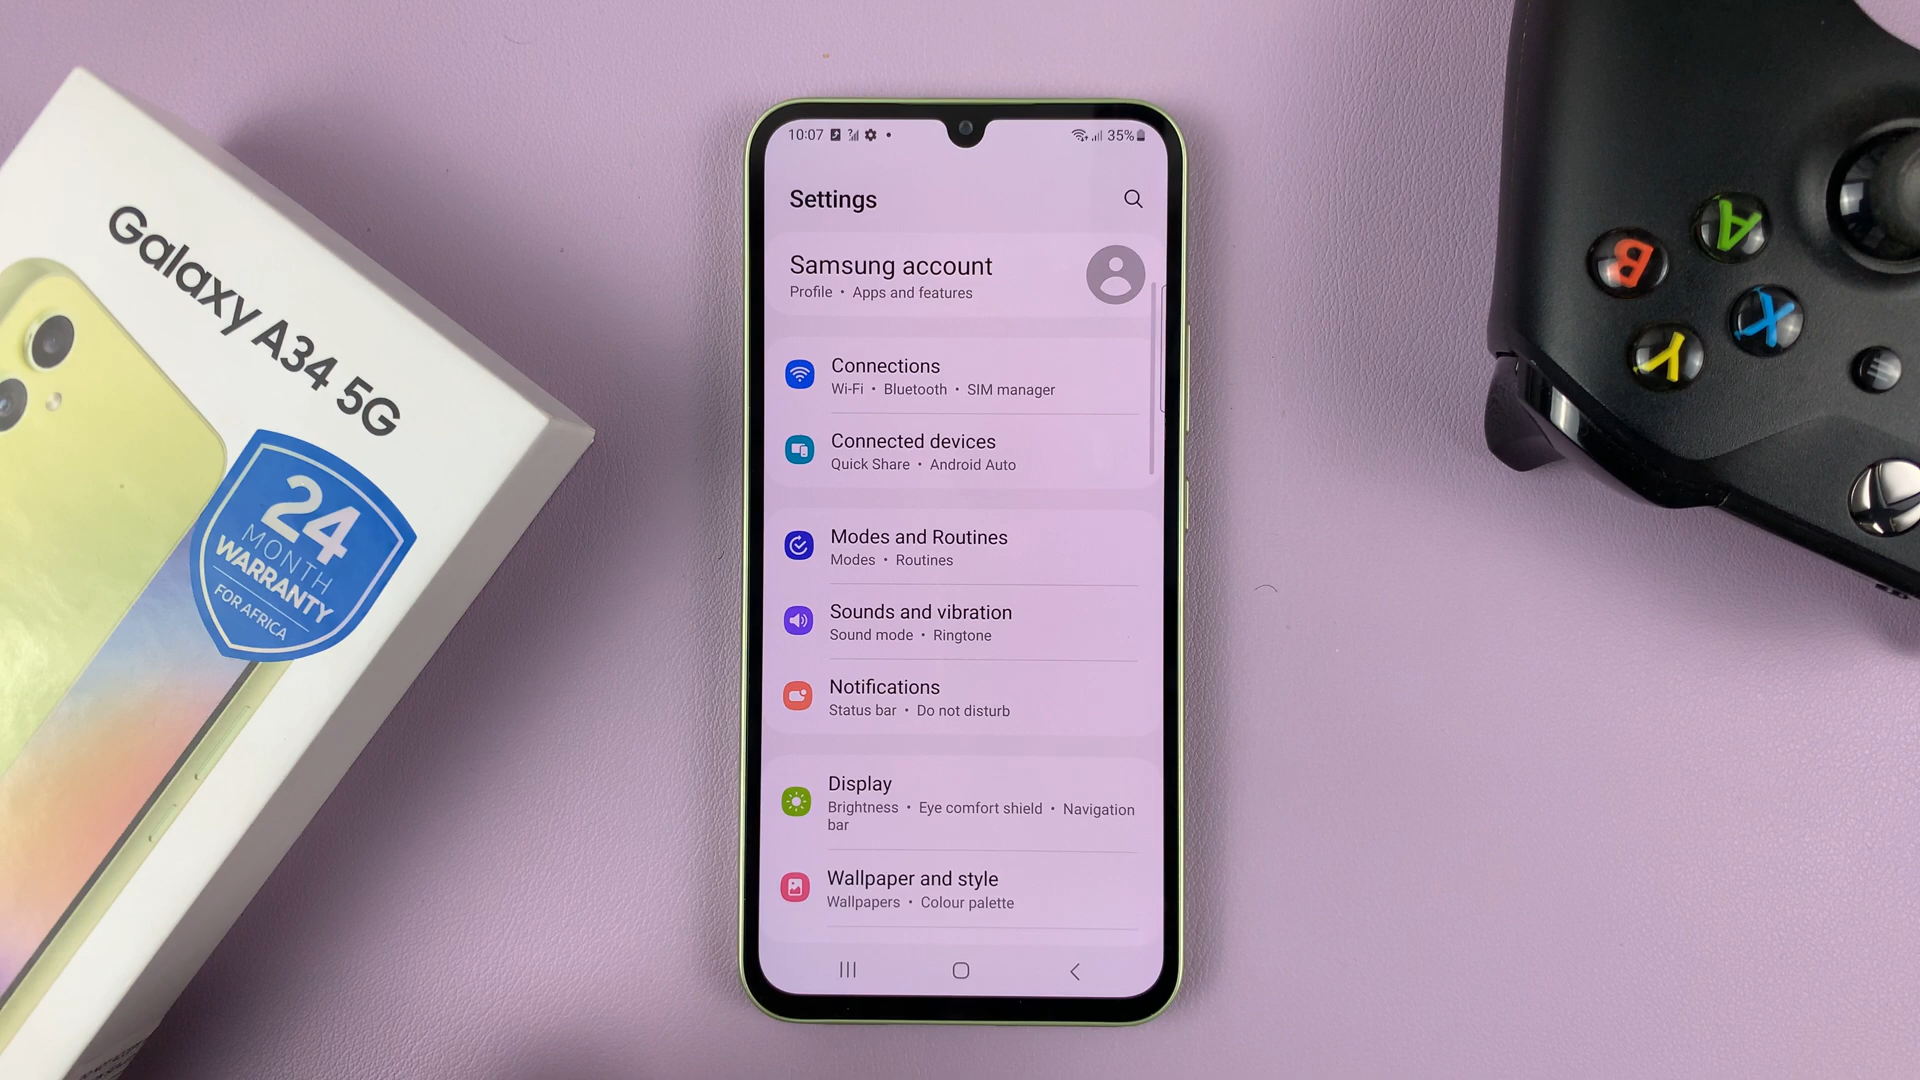 Galaxy A34 5G
24
MONTH
WARRANTY
FOR AFRICA
10:07
35%
Settings
Samsung account
Profile • Apps and features
Connections
Wi-Fi • Bluetooth • SIM manager
Connected devices
Quick Share • Android Auto
Modes and Routines
Modes • Routines
Sounds and vibration
Sound mode • Ringtone
Notifications
Status bar • Do not disturb
Display
Brightness • Eye comfort shield • Navigation
bar
Wallpaper and style
Wallpapers • Colour palette
A
B
X
Y